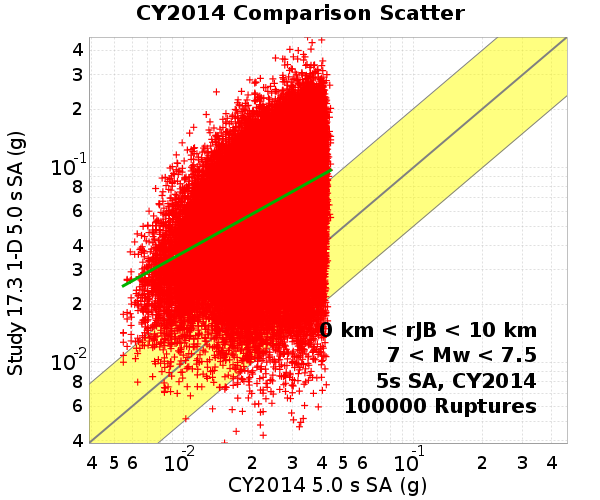 CY2014 Comparison Scatter
Study 17.3 1-D 5.0 s SA (g)
4
3
2
10⁻¹
8
6
4
3
2
10⁻²
8
6
4
0 km < rJB < 10 km
7 < Mw < 7.5
5s SA, CY2014
100000 Ruptures
4 5 6 10⁻² 2 3 4 5 6 10⁻¹ 2 3 4
CY2014 5.0 s SA (g)